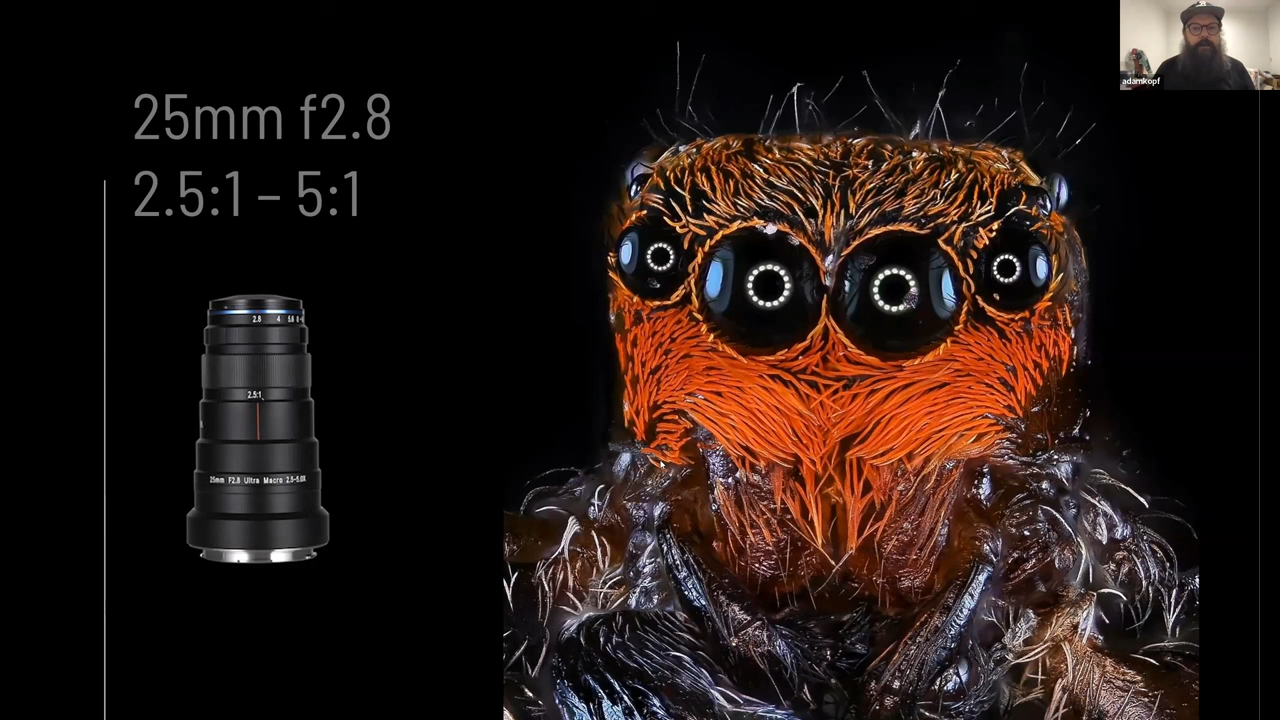 25mm f2.8
2.5:1 – 5:1
adamkopf
2.8 4 5.6 8
2.5:1
25mm F2.8 Ultra Macro 2.5-5.0X